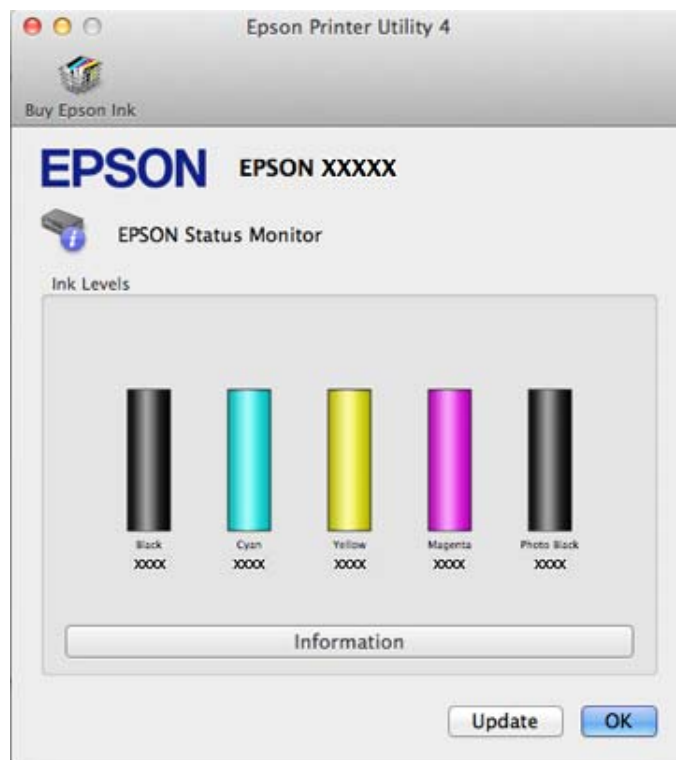 Epson Printer Utility 4
Buy Epson Ink
EPSON EPSON XXXXX
EPSON Status Monitor
Ink Levels
Black Cyan Yellow Magenta Photo Black
XXXX XXXX XXXX XXXX XXXX
Information
Update OK